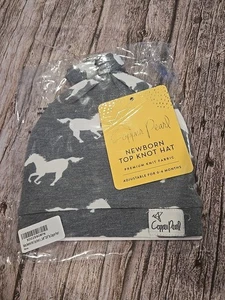 Copper Pearl
NEWBORN
TOP KNOT HAT
PREMIUM KNIT FABRIC
ADJUSTABLE FOR 0-4 MONTHS
Copper Pearl